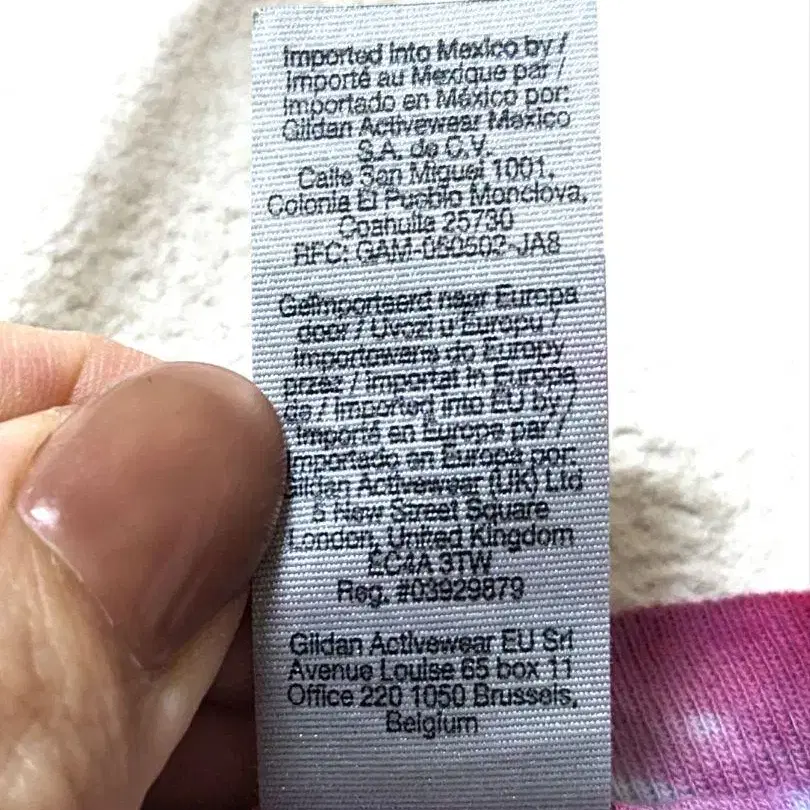 Imported into Mexico by /
Importé au Mexique par /
Importado en México por:
Gildan Activewear Mexico
S.A. de C.V.
Calle San Miguel 1001,
Colonia El Pueblo Monclova,
Coahuila 25730
RFC: GAM-050502-JA8
Geïmporteerd naar Europa
door / Uvozi u Europu /
Importowane do Europy
przez / Importat în Europa
de / Imported into EU by /
Importé en Europe par /
Importado en Europa por:
Gildan Activewear (UK) Ltd
5 New Street Square
London, United Kingdom
EC4A 3TW
Reg. #03929879
Gildan Activewear EU Srl
Avenue Louise 65 box 11
Office 220 1050 Brussels,
Belgium